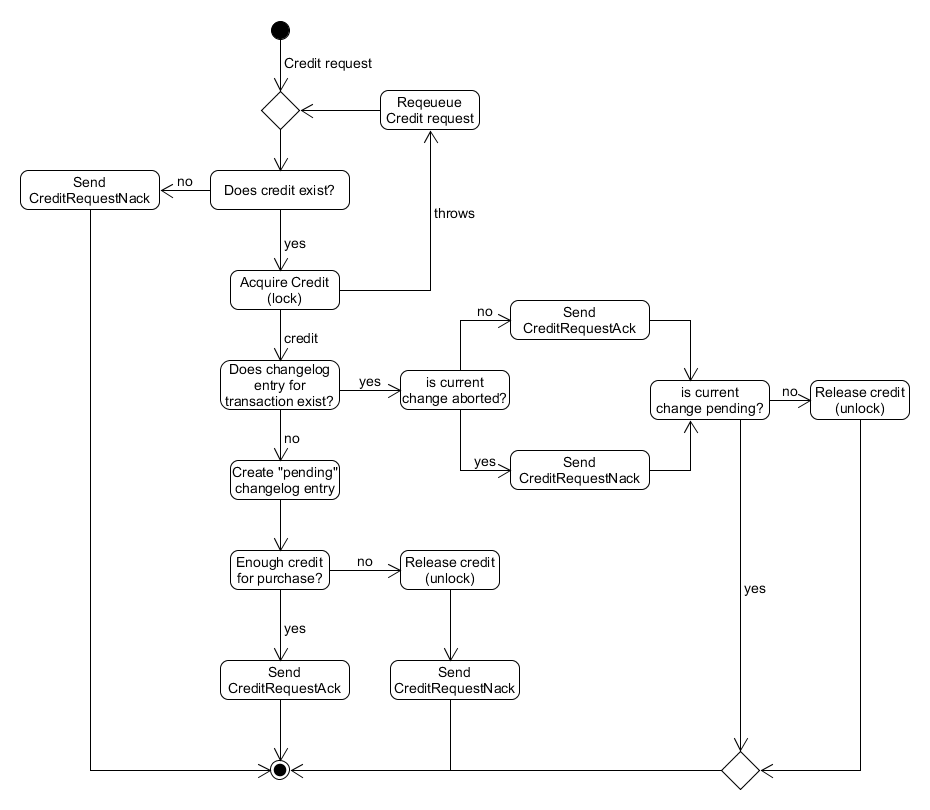 Credit request
Reqeueue
Credit request
Send
CreditRequestNack
no
Does credit exist?
throws
yes
Acquire Credit
(lock)
credit
no
Send
CreditRequestAck
Does changelog
entry for
transaction exist?
yes
is current
change aborted?
is current
change pending?
no
Release credit
(unlock)
no
yes
Send
CreditRequestNack
Create "pending"
changelog entry
Enough credit
for purchase?
no
Release credit
(unlock)
yes
yes
Send
CreditRequestAck
Send
CreditRequestNack